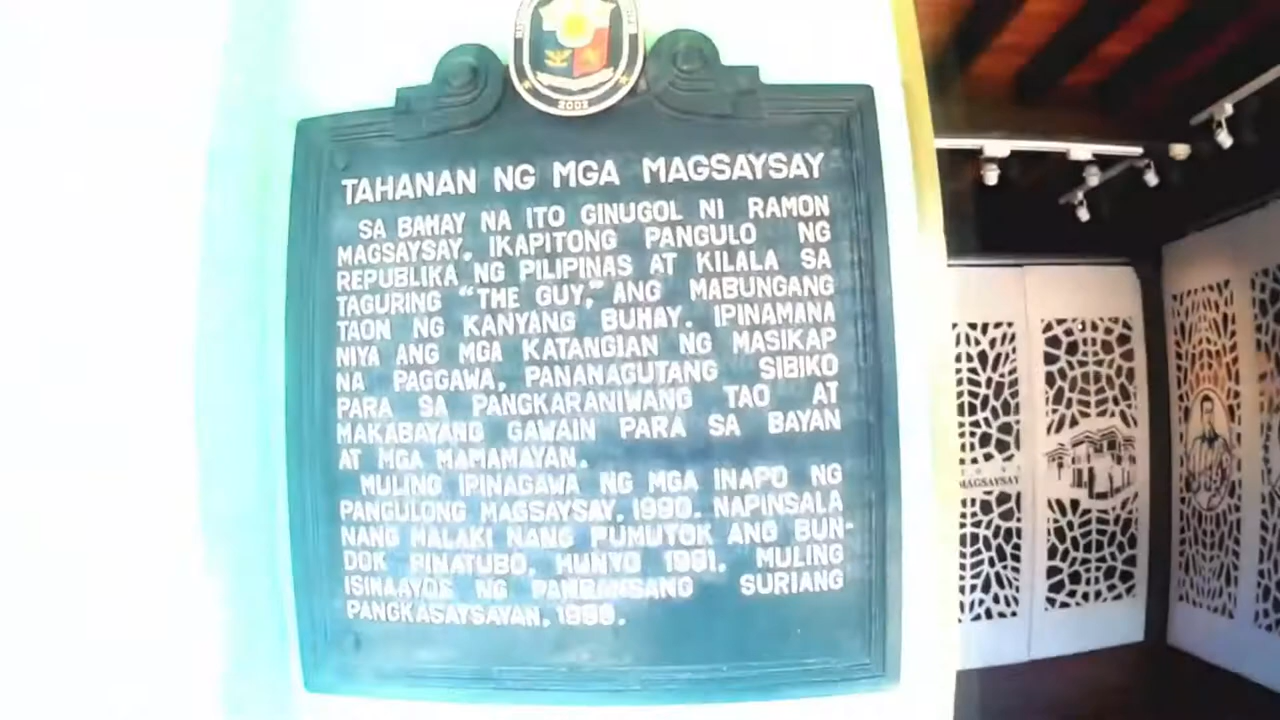 2002
TAHANAN NG MGA MAGSAYSAY
SA BAHAY NA ITO GINUGOL NI RAMON
MAGSAYSAY, IKAPITONG PANGULO NG
REPUBLIKA NG PILIPINAS AT KILALA SA
TAGURING "THE GUY," ANG MABUNGANG
TAON NG KANYANG BUHAY. IPINAMANA
NIYA ANG MGA KATANGIAN NG MASIKAP
NA PAGGAWA, PANANAGUTANG SIBIKO
PARA SA PANGKARANIWANG TAO AT
MAKABAYANG GAWAIN PARA SA BAYAN
AT MGA MAMAMAYAN.
MULING IPINAGAWA NG MGA INAPO NG
PANGULONG MAGSAYSAY, 1990. NAPINSALA
NANG MALAKI NANG PUMUTOK ANG BUN-
DOK PINATUBO, HUNYO 1991. MULING
ISINAAYOS NG PAMBANSANG SURIANG
PANGKASAYSAYAN,
MAGSAYSAY